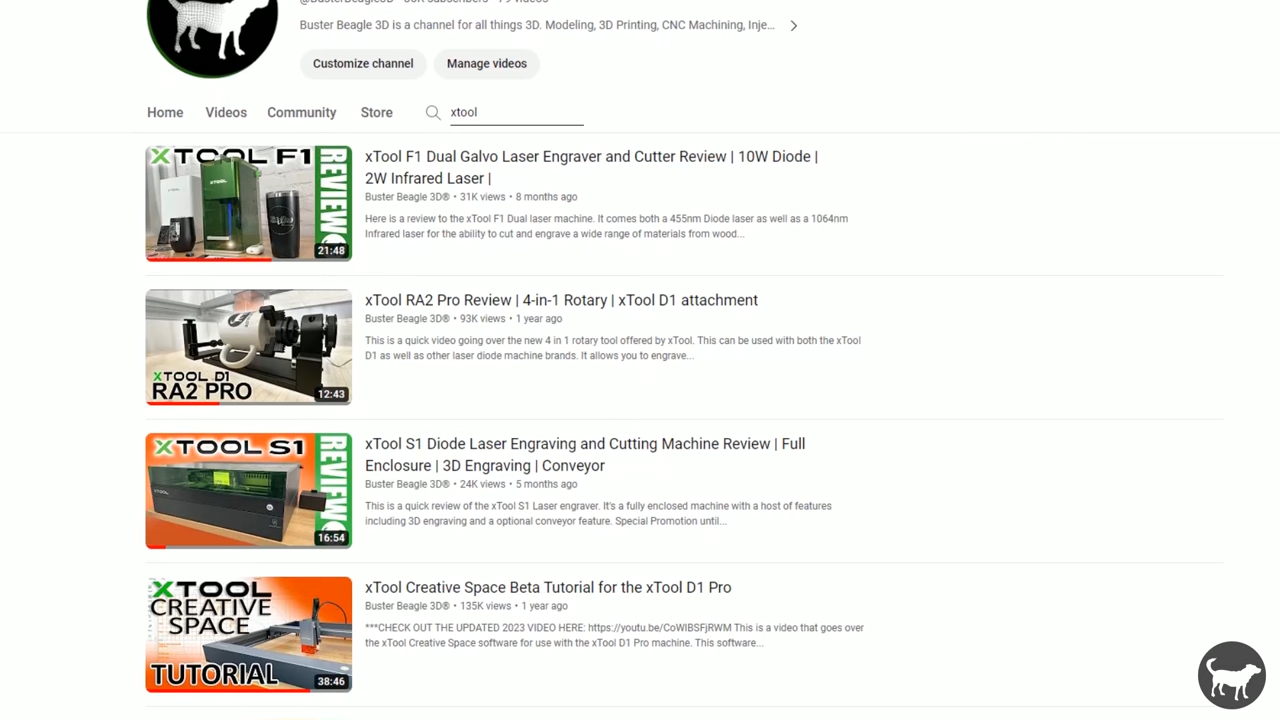 Buster Beagle 3D is a channel for all things 3D. Modeling, 3D Printing, CNC Machining, Inje...
Customize channel
Manage videos
Home
Videos
Community
Store
xtool
XTOOL F1
REVIEW
21:48
xTool F1 Dual Galvo Laser Engraver and Cutter Review | 10W Diode |
2W Infrared Laser |
Buster Beagle 3D® • 31K views • 8 months ago
Here is a review to the xTool F1 Dual laser machine. It comes both a 455nm Diode laser as well as a 1064nm
Infrared laser for the ability to cut and engrave a wide range of materials from wood...
XTOOL D1
RA2 PRO
12:43
xTool RA2 Pro Review | 4-in-1 Rotary | xTool D1 attachment
Buster Beagle 3D® • 93K views • 1 year ago
This is a quick video going over the new 4 in 1 rotary tool offered by xTool. This can be used with both the xTool
D1 as well as other laser diode machine brands. It allows you to engrave...
XTOOL S1
REVIEW
16:54
xTool S1 Diode Laser Engraving and Cutting Machine Review | Full
Enclosure | 3D Engraving | Conveyor
Buster Beagle 3D® • 24K views • 5 months ago
This is a quick review of the xTool S1 Laser engraver. It's a fully enclosed machine with a host of features
including 3D engraving and a optional conveyor feature. Special Promotion until...
XTOOL
CREATIVE
SPACE
TUTORIAL
38:46
xTool Creative Space Beta Tutorial for the xTool D1 Pro
Buster Beagle 3D® • 135K views • 1 year ago
***CHECK OUT THE UPDATED 2023 VIDEO HERE: https://youtu.be/CoWIBSFjRWM This is a video that goes over
the xTool Creative Space software for use with the xTool D1 Pro machine. This software...